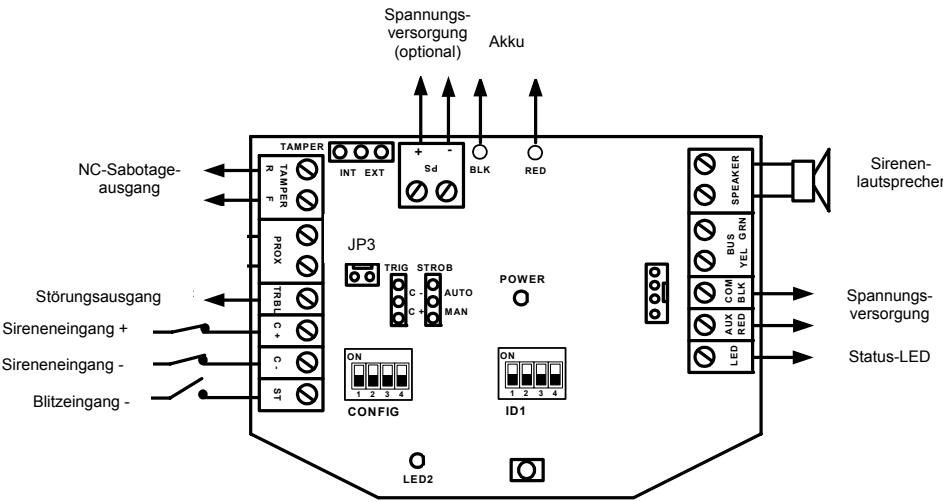 Spannungs-
versorgung
(optional)
Akku
TAMPER
INT EXT
+ -
PS
BLK
RED
NC-Sabotage-
ausgang
R
TAMPER
F
PROX
Störungsausgang
TRBL
Sireneneingang +
C +
Sireneneingang -
C -
Blitzeingang -
ST
JP3
TRIG STROB
C - AUTO
C + MAN
POWER
ON
1 2 3 4
CONFIG
ON
1 2 3 4
ID1
LED2
SPEAKER
Sirenen-
lautsprecher
BUS
YEL GRN
COM
BLK
AUX
RED
Spannungs-
versorgung
LED
Status-LED